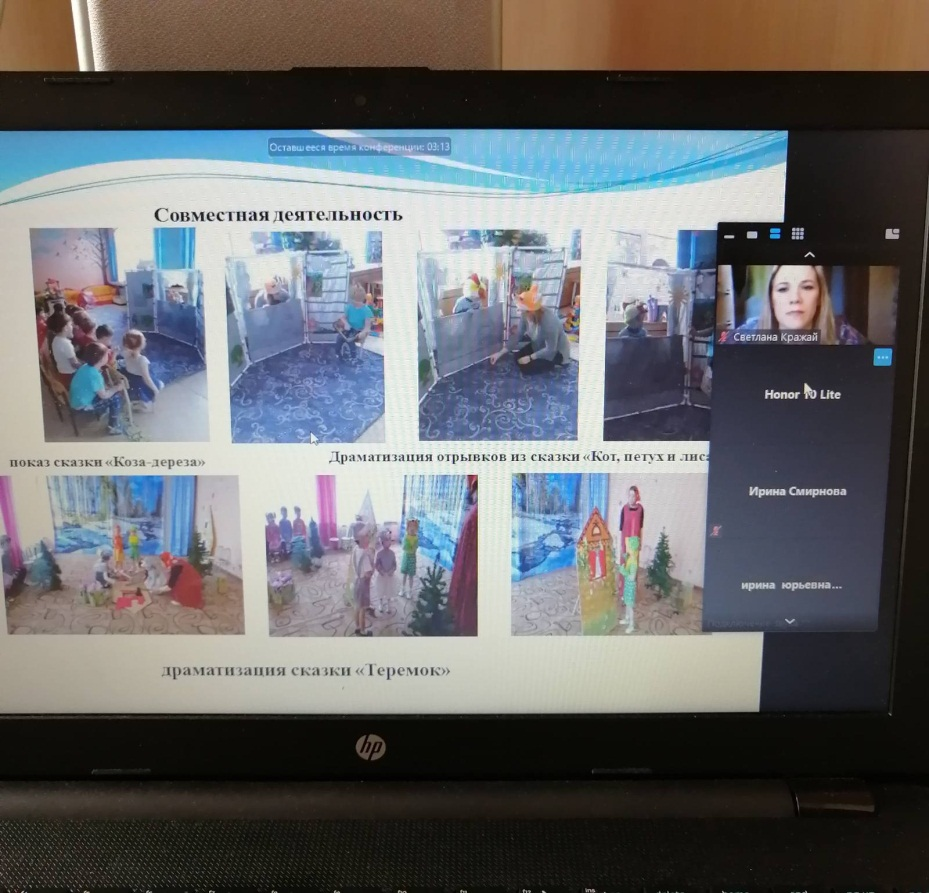 Оставшееся время конференции: 03:13
Совместная деятельность
Светлана Кражай
Honor 10 Lite
показ сказки «Коза-дереза»
Драматизация отрывков из сказки «Кот, петух и лиса
Ирина Смирнова
ирина юрьевна...
драматизация сказки «Теремок»
hp